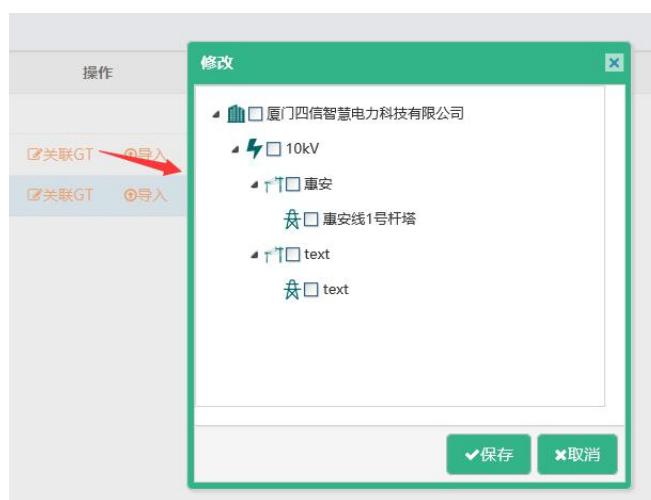 操作
修改
厦门四信智慧电力科技有限公司
10kV
关联GT 导入
惠安
关联GT 导入
惠安线1号杆塔
text
text
保存 取消